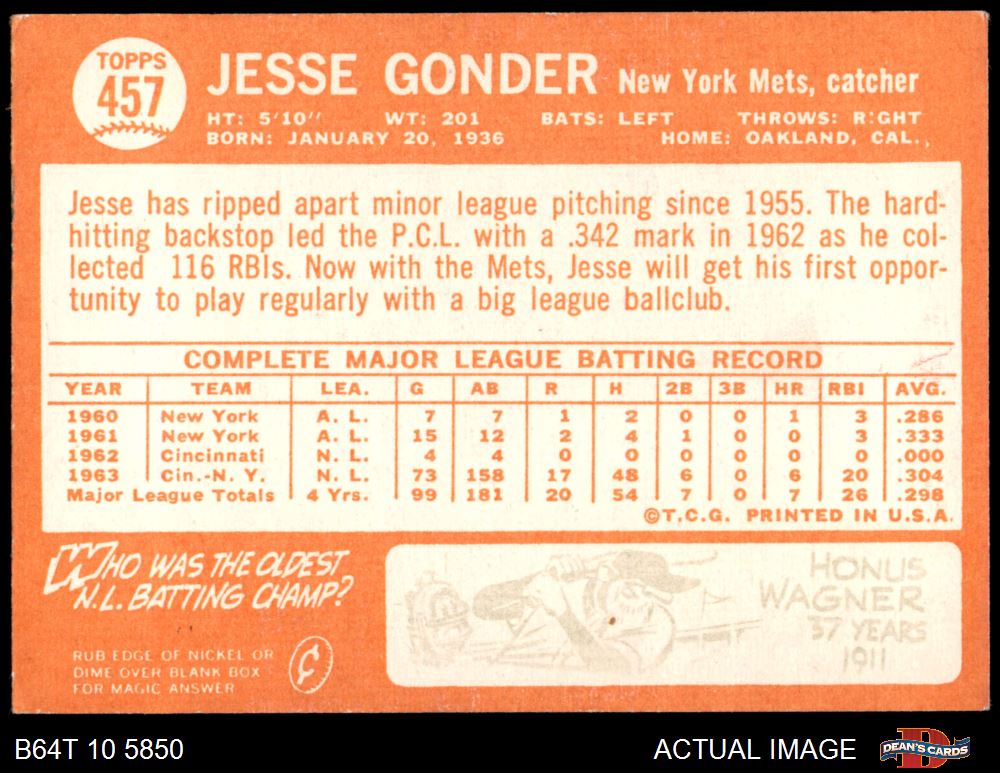 TOPPS
457
JESSE GONDER New York Mets, catcher
HT: 5'10" WT: 201 BATS: LEFT THROWS: RIGHT
BORN: JANUARY 20, 1936 HOME: OAKLAND, CAL.,
Jesse has ripped apart minor league pitching since 1955. The hard-
hitting backstop led the P.C.L. with a .342 mark in 1962 as he col-
lected 116 RBIs. Now with the Mets, Jesse will get his first oppor-
tunity to play regularly with a big league ballclub.
COMPLETE MAJOR LEAGUE BATTING RECORD
YEAR TEAM LEA. G AB R H 2B 3B HR RBI AVG.
1960 New York A. L. 7 7 1 2 0 0 1 3 .286
1961 New York A. L. 15 12 2 4 1 0 0 3 .333
1962 Cincinnati N. L. 4 4 0 0 0 0 0 0 .000
1963 Cin.-N. Y. N. L. 73 158 17 48 6 0 6 20 .304
Major League Totals 4 Yrs. 99 181 20 54 7 0 7 26 .298
©T.C.G. PRINTED IN U.S.A.
WHO WAS THE OLDEST
N.L. BATTING CHAMP?
RUB EDGE OF NICKEL OR
DIME OVER BLANK BOX
FOR MAGIC ANSWER
¢
HONUS
WAGNER
37 YEARS
1911
B64T 10 5850
ACTUAL IMAGE
DEAN'S CARDS